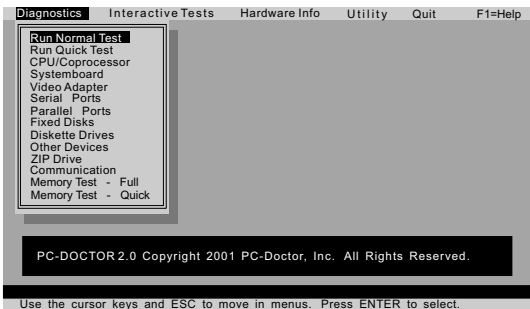 Diagnostics Interactive Tests Hardware Info Utility Quit F1=Help
Run Normal Test
Run Quick Test
CPU/Coprocessor
Systemboard
Video Adapter
Serial Ports
Parallel Ports
Fixed Disks
Diskette Drives
Other Devices
ZIP Drive
Communication
Memory Test - Full
Memory Test - Quick
PC-DOCTOR 2.0 Copyright 2001 PC-Doctor, Inc. All Rights Reserved.
Use the cursor keys and ESC to move in menus. Press ENTER to select.